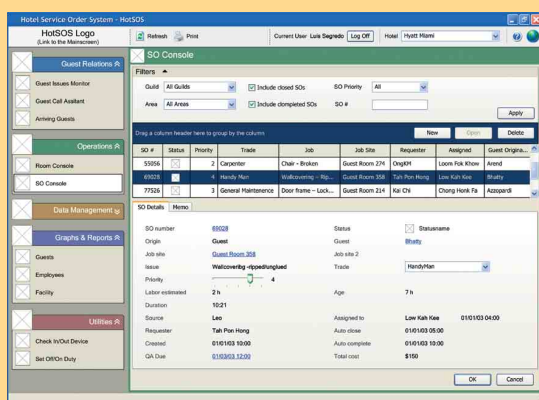 Hotel Service Order System - HotSOS
HotSOS Logo
(Link to the Mainscreen)
Refresh Print Current User Luis Segredo Log Off Hotel Hyatt Miami
Guest Relations
Guest Issues Monitor
Guest Call Assitant
Arriving Guests
Operations
Room Console
SO Console
Data Management
Graphs & Reports
Guests
Employees
Facility
Utilities
Check In/Out Device
Set Off/On Duty
SO Console
Filters
Guild All Guilds Include closed SOs SO Priority All
Area All Areas Include clompleted SOs SO #
Apply
Drag a column header here to group by the column
New Open Delete
SO # Status Priority Trade Job Job Site Requester Assigned Guest Origina...
55056 2 Carpenter Chair - Broken Guest Room 274 OngKM Loom Fok Khow Arend
69028 4 Handy Man Wallcovering -- Rip... Guest Room 358 Tah Pon Hong Low Kah Kee Bhatty
77526 3 General Maintenence Door frame -- Lock... Guest Room 214 Kai Chi Chong Honk Fa Azzopardi
SO Details Memo
SO number 69028 Status Statusname
Origin Guest Guest Bhatty
Job site Guest Room 358 Job site 2
Issue Wallcoveribg -ripped/unglued Trade HandyMan
Priority 4
Labor estimated 2 h Age 7 h
Duration 10:21
Source Leo Assigned to Low Kah Kee 01/01/03 04:00
Requester Tah Pon Hong Auto close 01/01/03 05:00
Created 01/01/03 10:00 Auto complete 01/01/03 10:00
QA Due 01/03/03 12:00 Total cost $150
OK Cancel